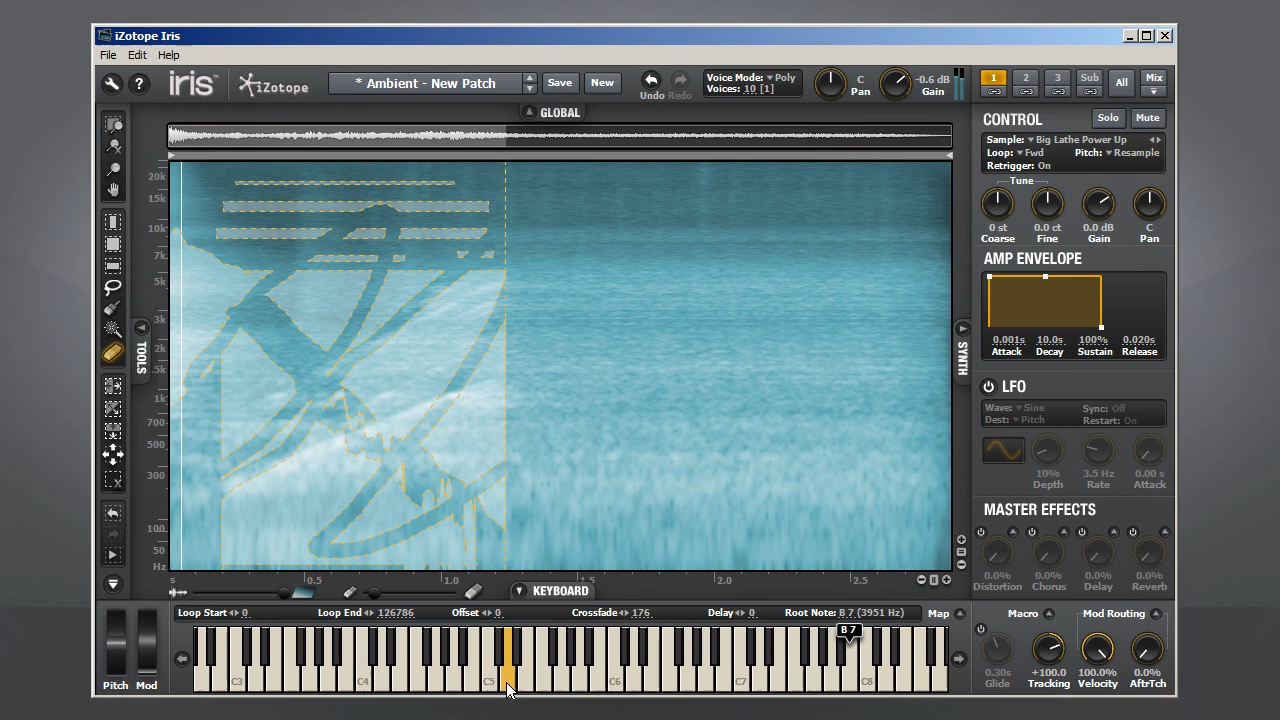 iZotope Iris
File Edit Help
iris iZotope
* Ambient - New Patch
Save New
Undo Redo
Voice Mode: Poly
Voices: 10 [1]
C
Pan
-0.6 dB
Gain
1 2 3 Sub All Mix
GLOBAL
CONTROL Solo Mute
Sample: Big Lathe Power Up
Loop: Fwd Pitch: Resample
Retrigger: On
Tune
0 st 0.0 ct 0.0 dB C
Coarse Fine Gain Pan
AMP ENVELOPE
0.001s 10.0s 100% 0.020s
Attack Decay Sustain Release
LFO
Wave: Sine Sync: Off
Dest: Pitch Restart: On
10% 3.5 Hz 0.00 s
Depth Rate Attack
MASTER EFFECTS
0.0% 0.0% 0.0% 0.0%
Distortion Chorus Delay Reverb
TOOLS
SYNTH
20k
15k
10k
7k
5k
3k
2k
.5k
1k
700
500
300
100
50
Hz
s 0.5 1.0 1.5 2.0 2.5
KEYBOARD
Loop Start 0 Loop End 126786 Offset 0 Crossfade 176 Delay 0 Root Note: B 7 (3951 Hz) Map
B 7
C3 C4 C5 C6 C7 C8
Pitch Mod
Macro Mod Routing
0.30s +100.0 100.0% 0.0%
Glide Tracking Velocity AftrTch